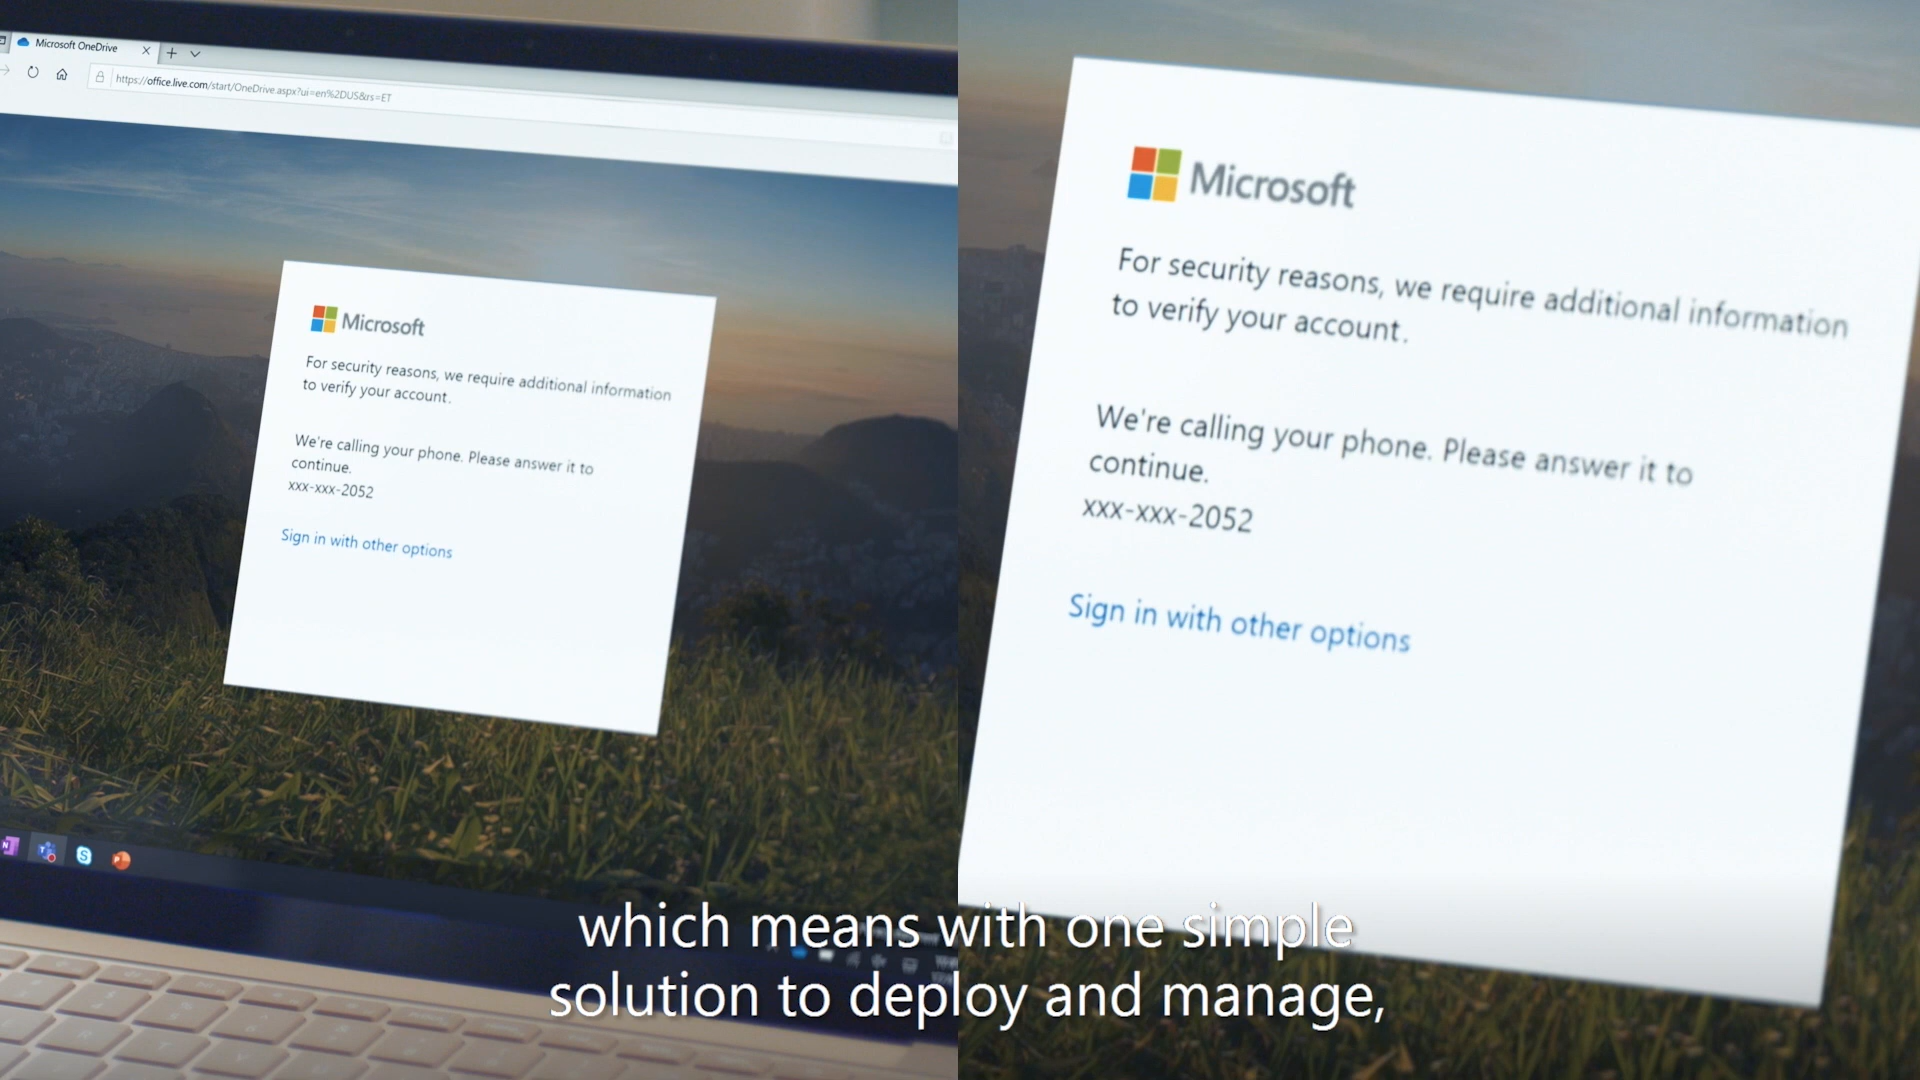 Microsoft OneDrive
https://office.live.com/start/OneDrive.aspx?ui=en%2DUS&rs=ET
Microsoft
For security reasons, we require additional information
to verify your account.
We're calling your phone. Please answer it to
continue.
xxx-xxx-2052
Sign in with other options
Microsoft
For security reasons, we require additional information
to verify your account.
We're calling your phone. Please answer it to
continue.
xxx-xxx-2052
Sign in with other options
which means with one simple
solution to deploy and manage,